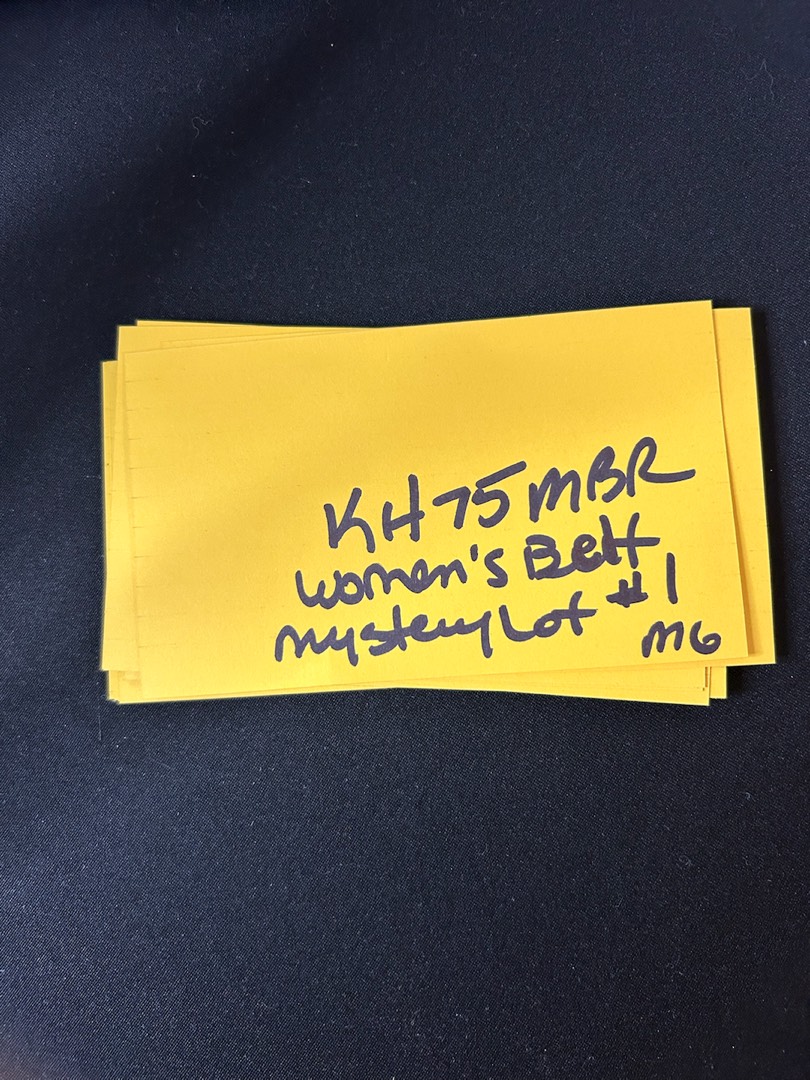 KH75MBR
Women's Belt
Mystery Lot #1
MG